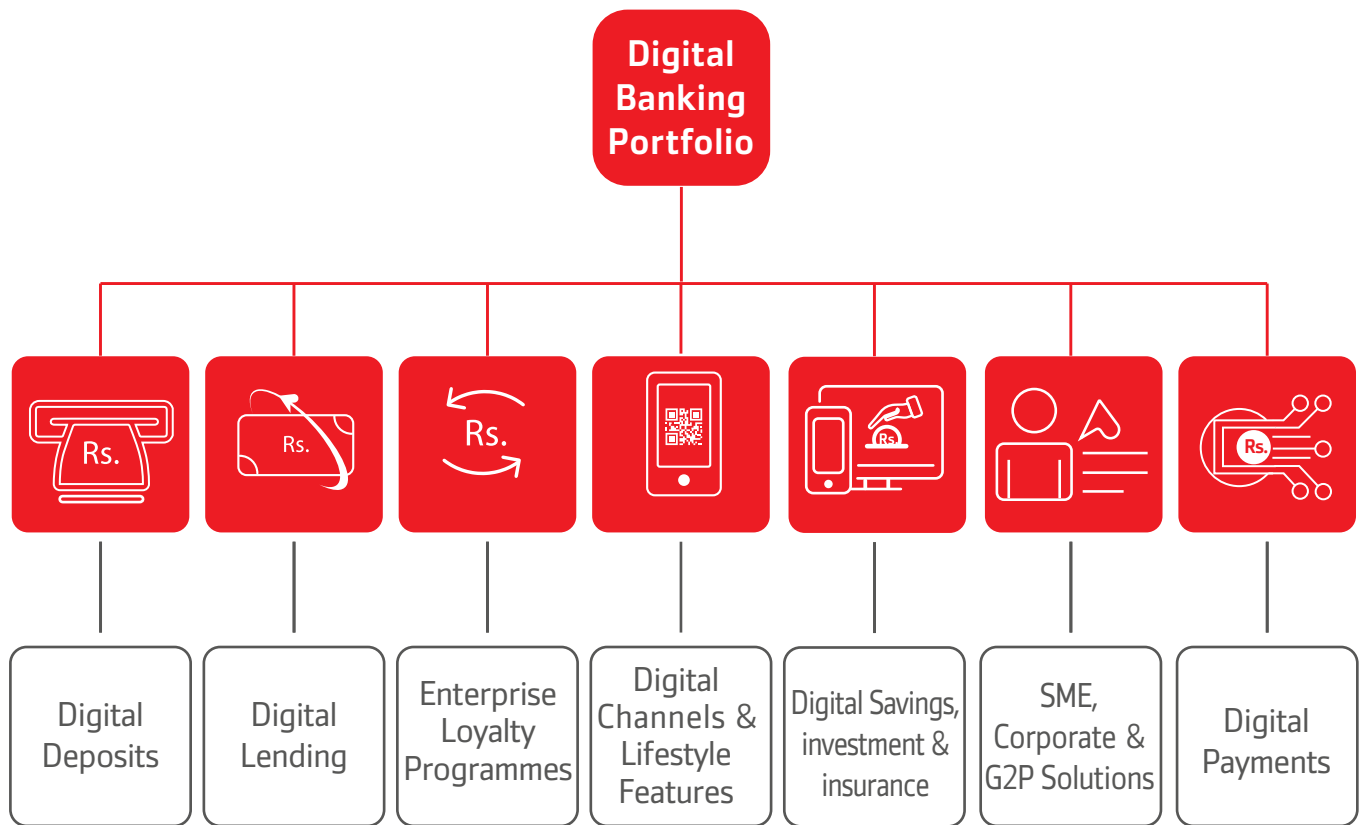 Digital
Banking
Portfolio
Rs.
Rs.
Rs.
Rs.
Rs.
Digital
Deposits
Digital
Lending
Enterprise
Loyalty
Programmes
Digital
Channels &
Lifestyle
Features
Digital Savings,
investment &
insurance
SME,
Corporate &
G2P Solutions
Digital
Payments